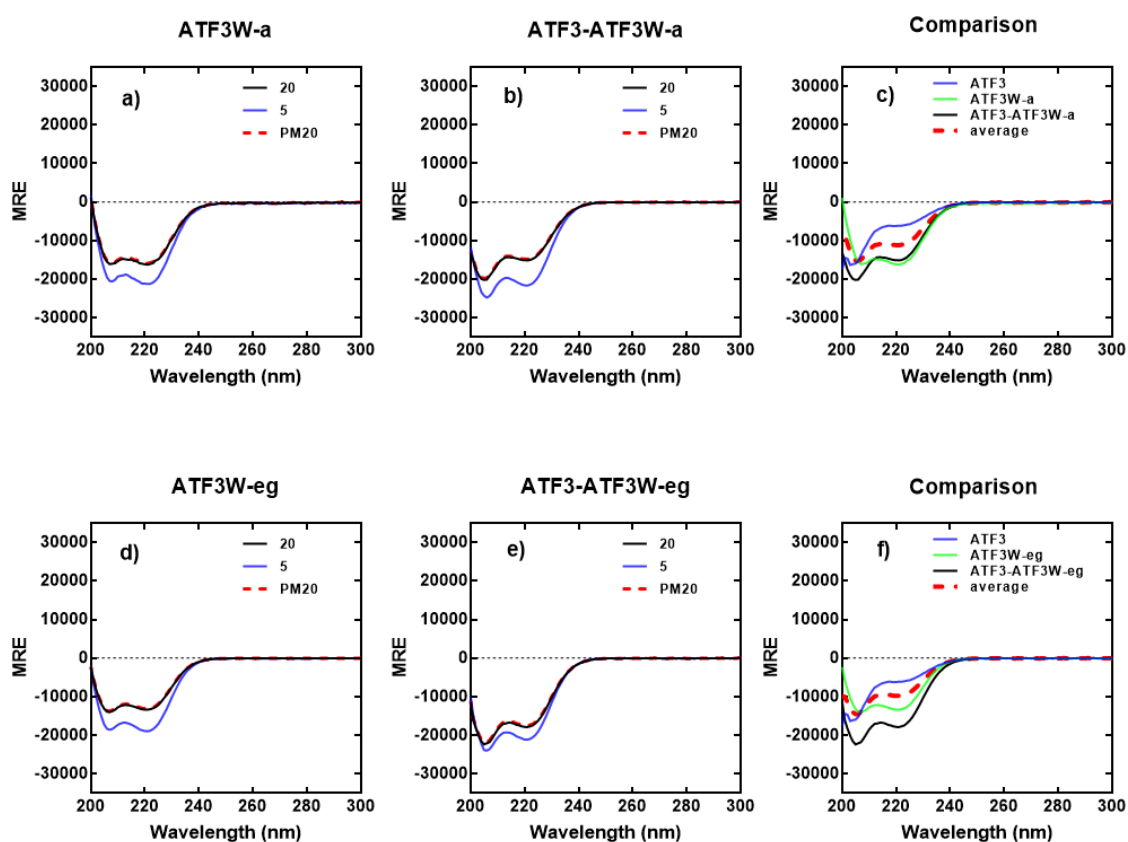 ATF3W-a
ATF3-ATF3W-a
Comparison
a)
20
5
PM20
b)
20
5
PM20
c)
ATF3
ATF3W-a
ATF3-ATF3W-a
average
MRE
30000
20000
10000
0
-10000
-20000
-30000
200 220 240 260 280 300
Wavelength (nm)
MRE
30000
20000
10000
0
-10000
-20000
-30000
200 220 240 260 280 300
Wavelength (nm)
MRE
30000
20000
10000
0
-10000
-20000
-30000
200 220 240 260 280 300
Wavelength (nm)
ATF3W-eg
ATF3-ATF3W-eg
Comparison
d)
20
5
PM20
e)
20
5
PM20
f)
ATF3
ATF3W-eg
ATF3-ATF3W-eg
average
MRE
30000
20000
10000
0
-10000
-20000
-30000
200 220 240 260 280 300
Wavelength (nm)
MRE
30000
20000
10000
0
-10000
-20000
-30000
200 220 240 260 280 300
Wavelength (nm)
MRE
30000
20000
10000
0
-10000
-20000
-30000
200 220 240 260 280 300
Wavelength (nm)